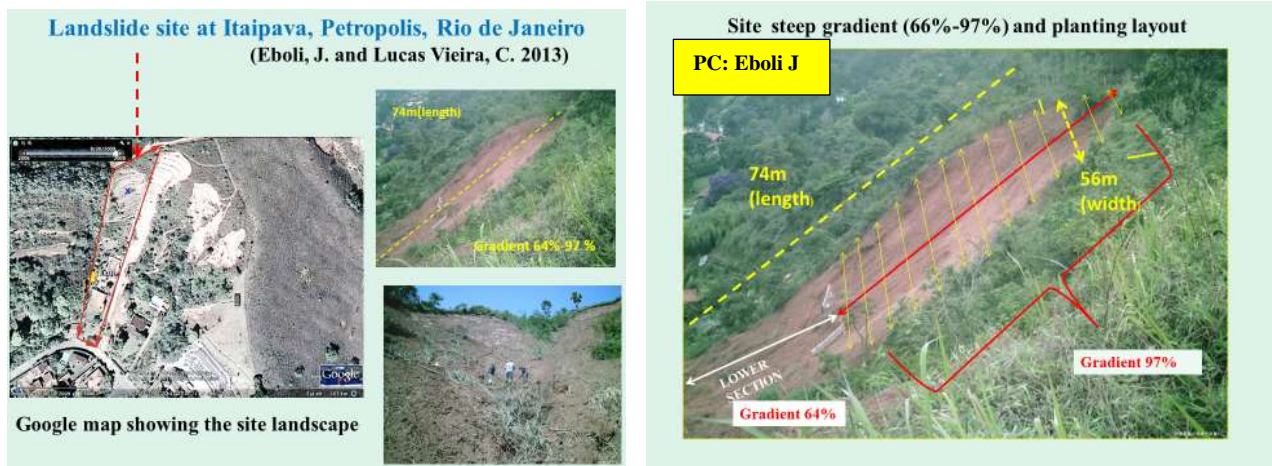 Landslide site at Itaipava, Petropolis, Rio de Janeiro
(Eboli, J. and Lucas Vieira, C. 2013)
74m(length)
Gradient 64%-97 %
Google
Google map showing the site landscape
Site steep gradient (66%-97%) and planting layout
PC: Eboli J
74m
(length)
56m
(width)
LOWER
SECTION
Gradient 97%
Gradient 64%